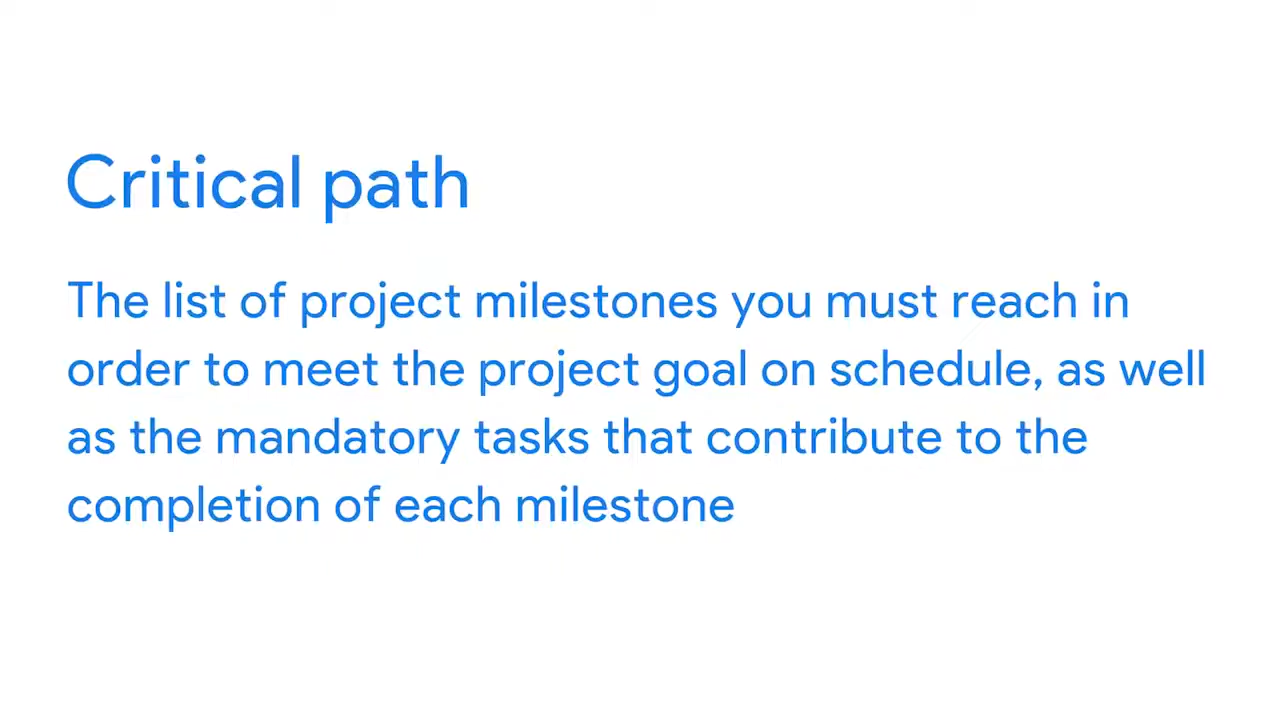 Critical path
The list of project milestones you must reach in
order to meet the project goal on schedule, as well
as the mandatory tasks that contribute to the
completion of each milestone